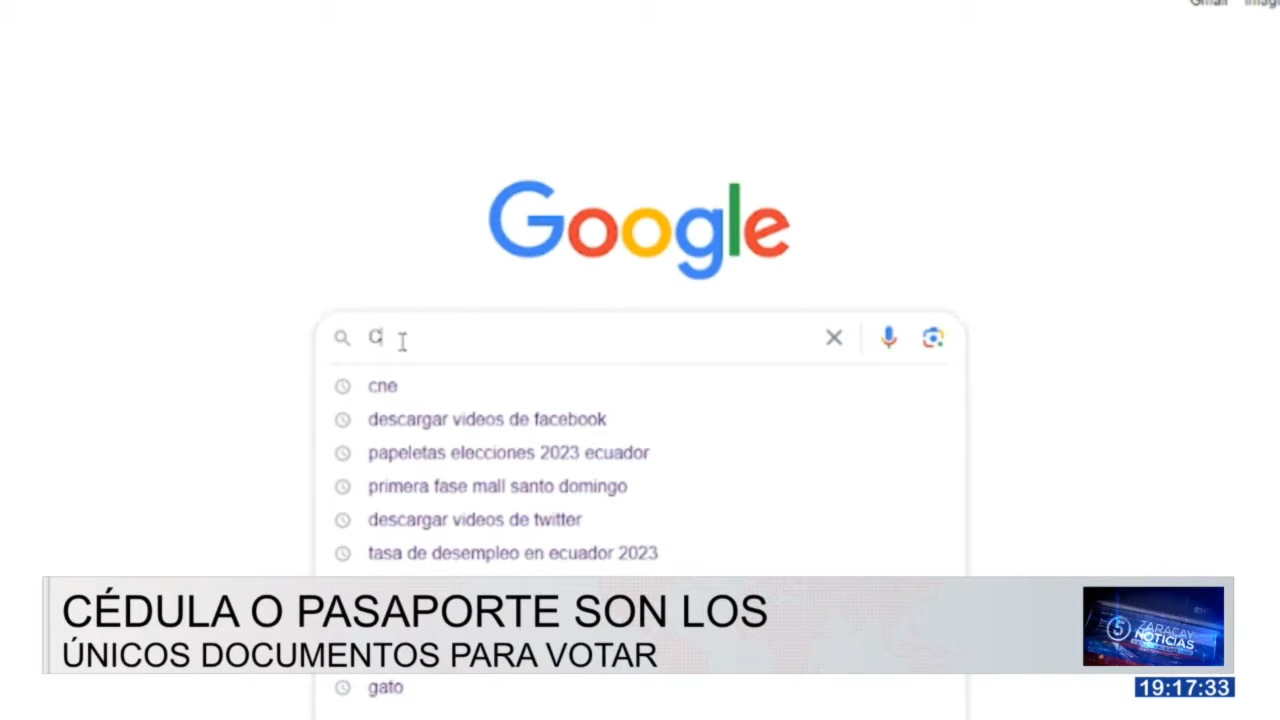 Gmail
Google
C
cne
descargar videos de facebook
papeletas elecciones 2023 ecuador
primera fase mall santo domingo
descargar videos de twitter
tasa de desempleo en ecuador 2023
CÉDULA O PASAPORTE SON LOS
ÚNICOS DOCUMENTOS PARA VOTAR
5 ZARACAY
NOTICIAS
gato
19:17:33